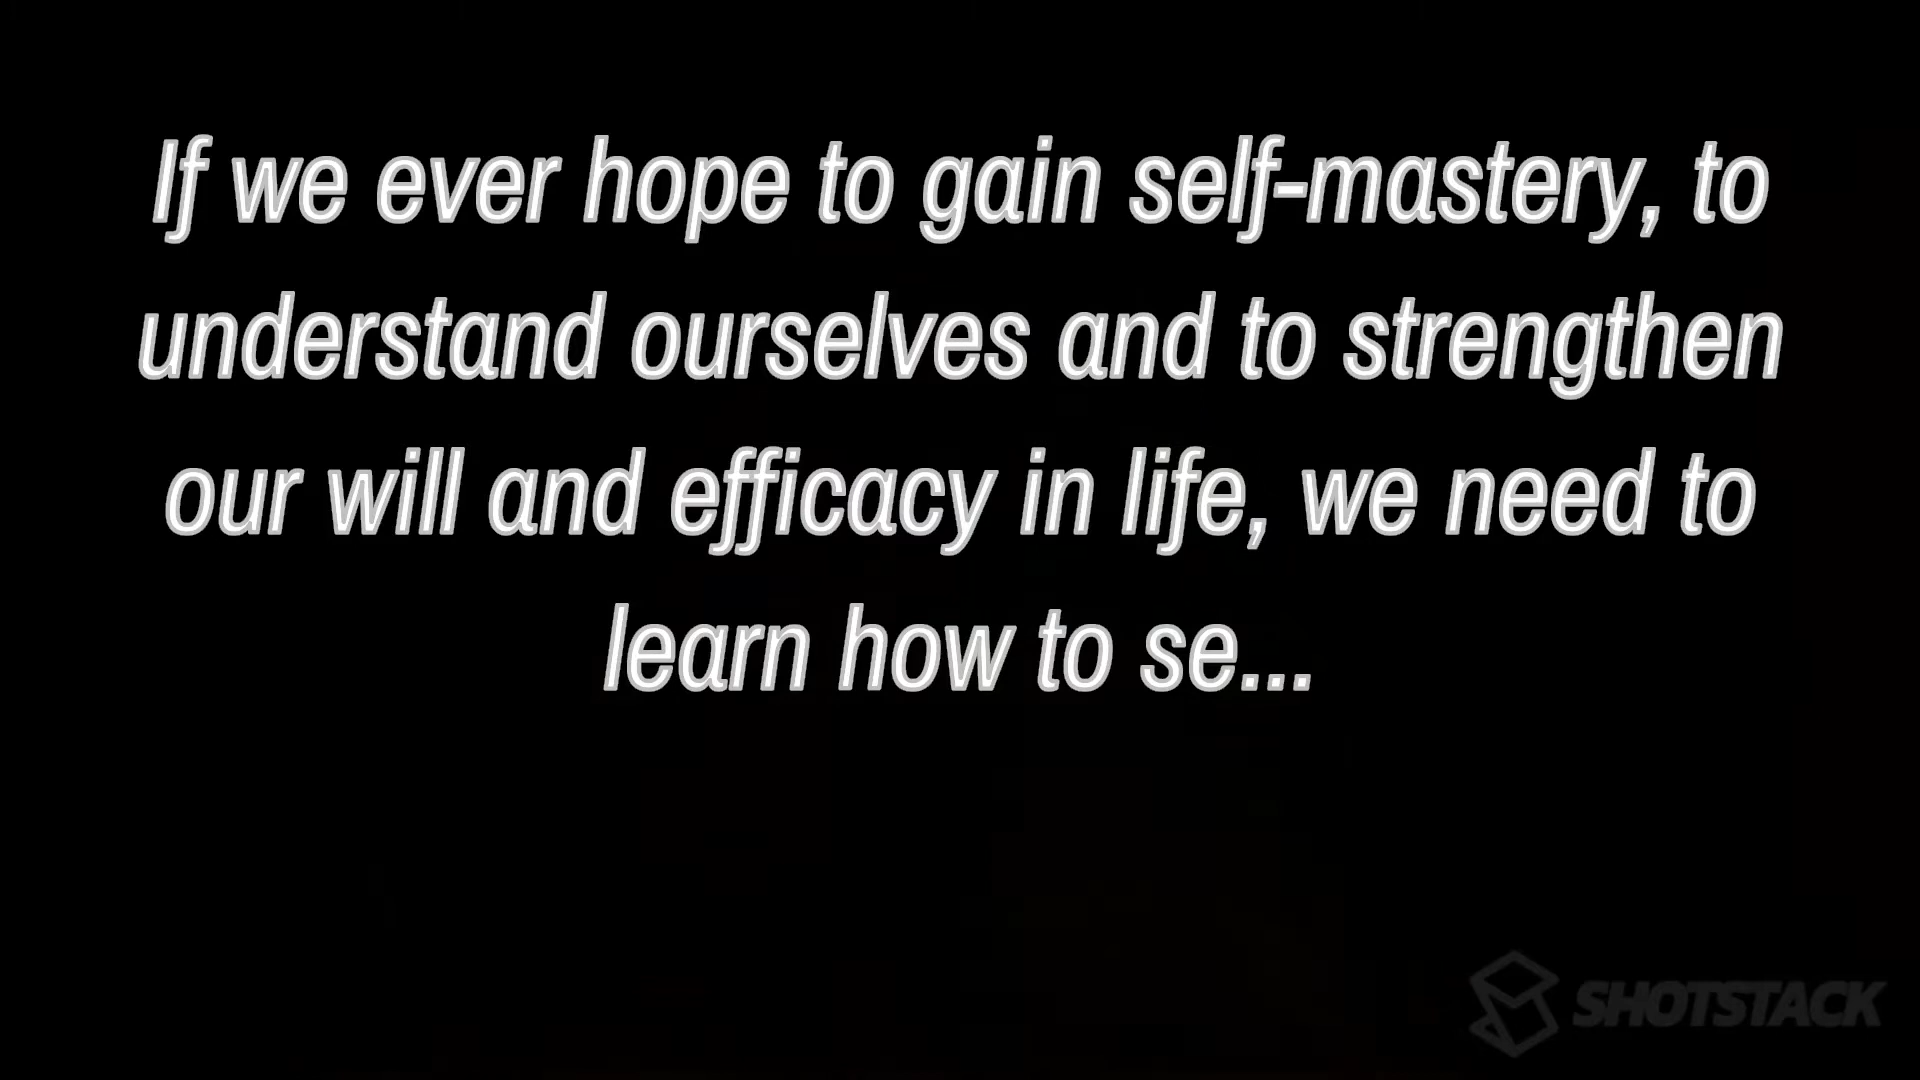 If we ever hope to gain self-mastery, to
understand ourselves and to strengthen
our will and efficacy in life, we need to
learn how to se...
SHOTSTACK